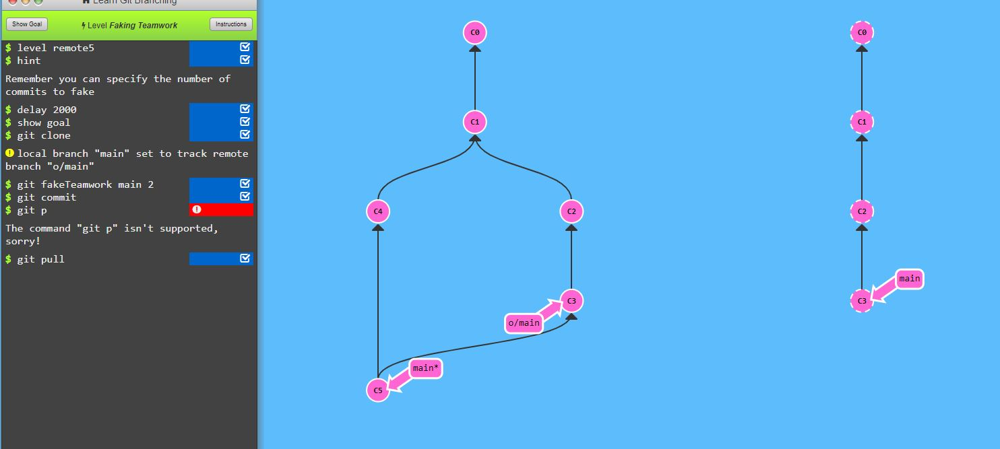 Learn Git Branching
Show Goal
Level Faking Teamwork
Instructions
$ level remote5
$ hint
Remember you can specify the number of
commits to fake
$ delay 2000
$ show goal
$ git clone
local branch "main" set to track remote
branch "o/main"
$ git fakeTeamwork main 2
$ git commit
$ git p
The command "git p" isn't supported,
sorry!
$ git pull
C0
C1
C4
C2
C3
o/main
main*
C5
C0
C1
C2
main
C3